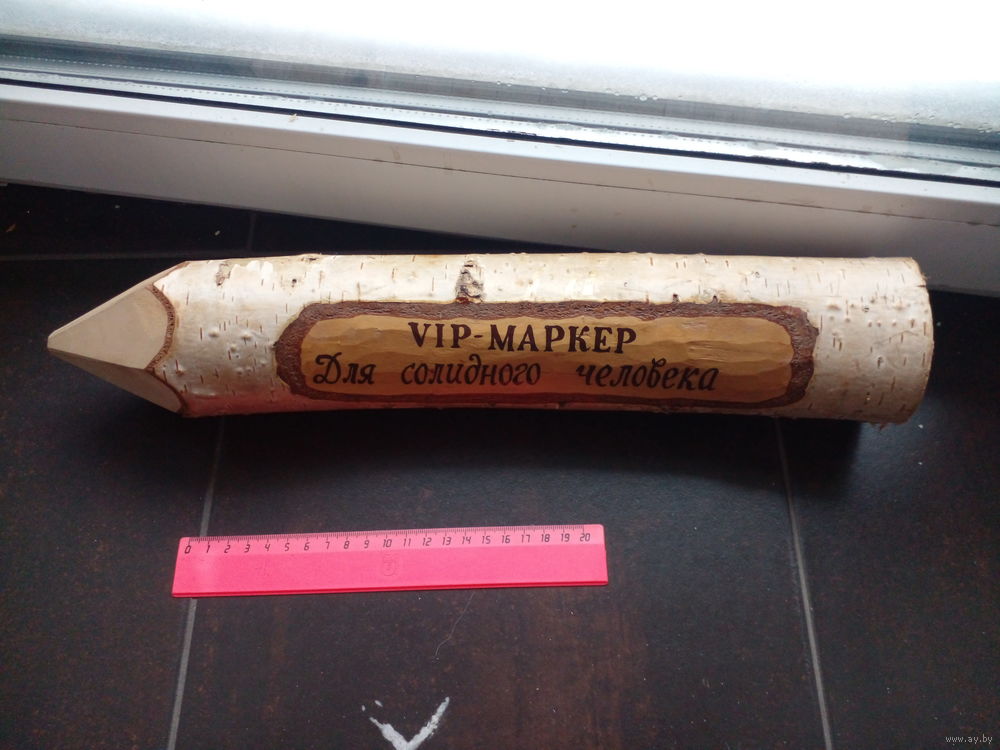 VIP-МАРКЕР
Для солидного человека
0 1 2 3 4 5 6 7 8 9 10 11 12 13 14 15 16 17 18 19 20
www.ay.by